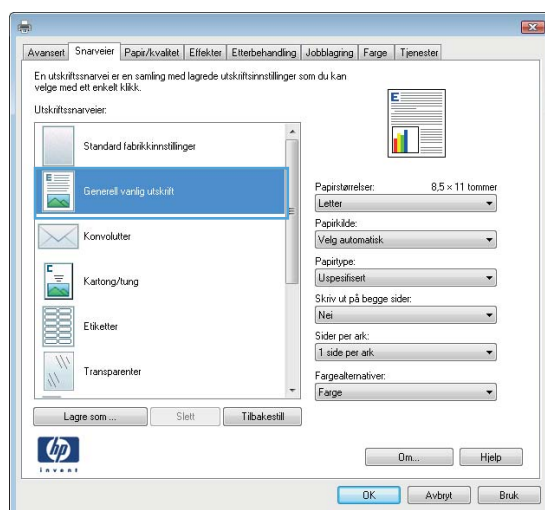 Avansert Snarveier Papir/kvalitet Effekter Etterbehandling Jobblagring Farge Tjenester
En utskriftssnarvei er en samling med lagrede utskriftsinnstillinger som du kan
velge med ett enkelt klikk.
Utskriftssnarveier:
Standard fabrikkinnstillinger
Generell vanlig utskrift
Konvolutter
Kartong/tung
Etiketter
Transparenter
E
E
E
Papirstørrelser: 8,5 × 11 tommer
Letter
Papirkilde:
Velg automatisk
Papirtype:
Uspesifisert
Skriv ut på begge sider:
Nei
Sider per ark:
1 side per ark
Fargealternativer:
Farge
Lagre som ... Slett Tilbakestill
hp
invent
Om... Hjelp
OK Avbryt Bruk